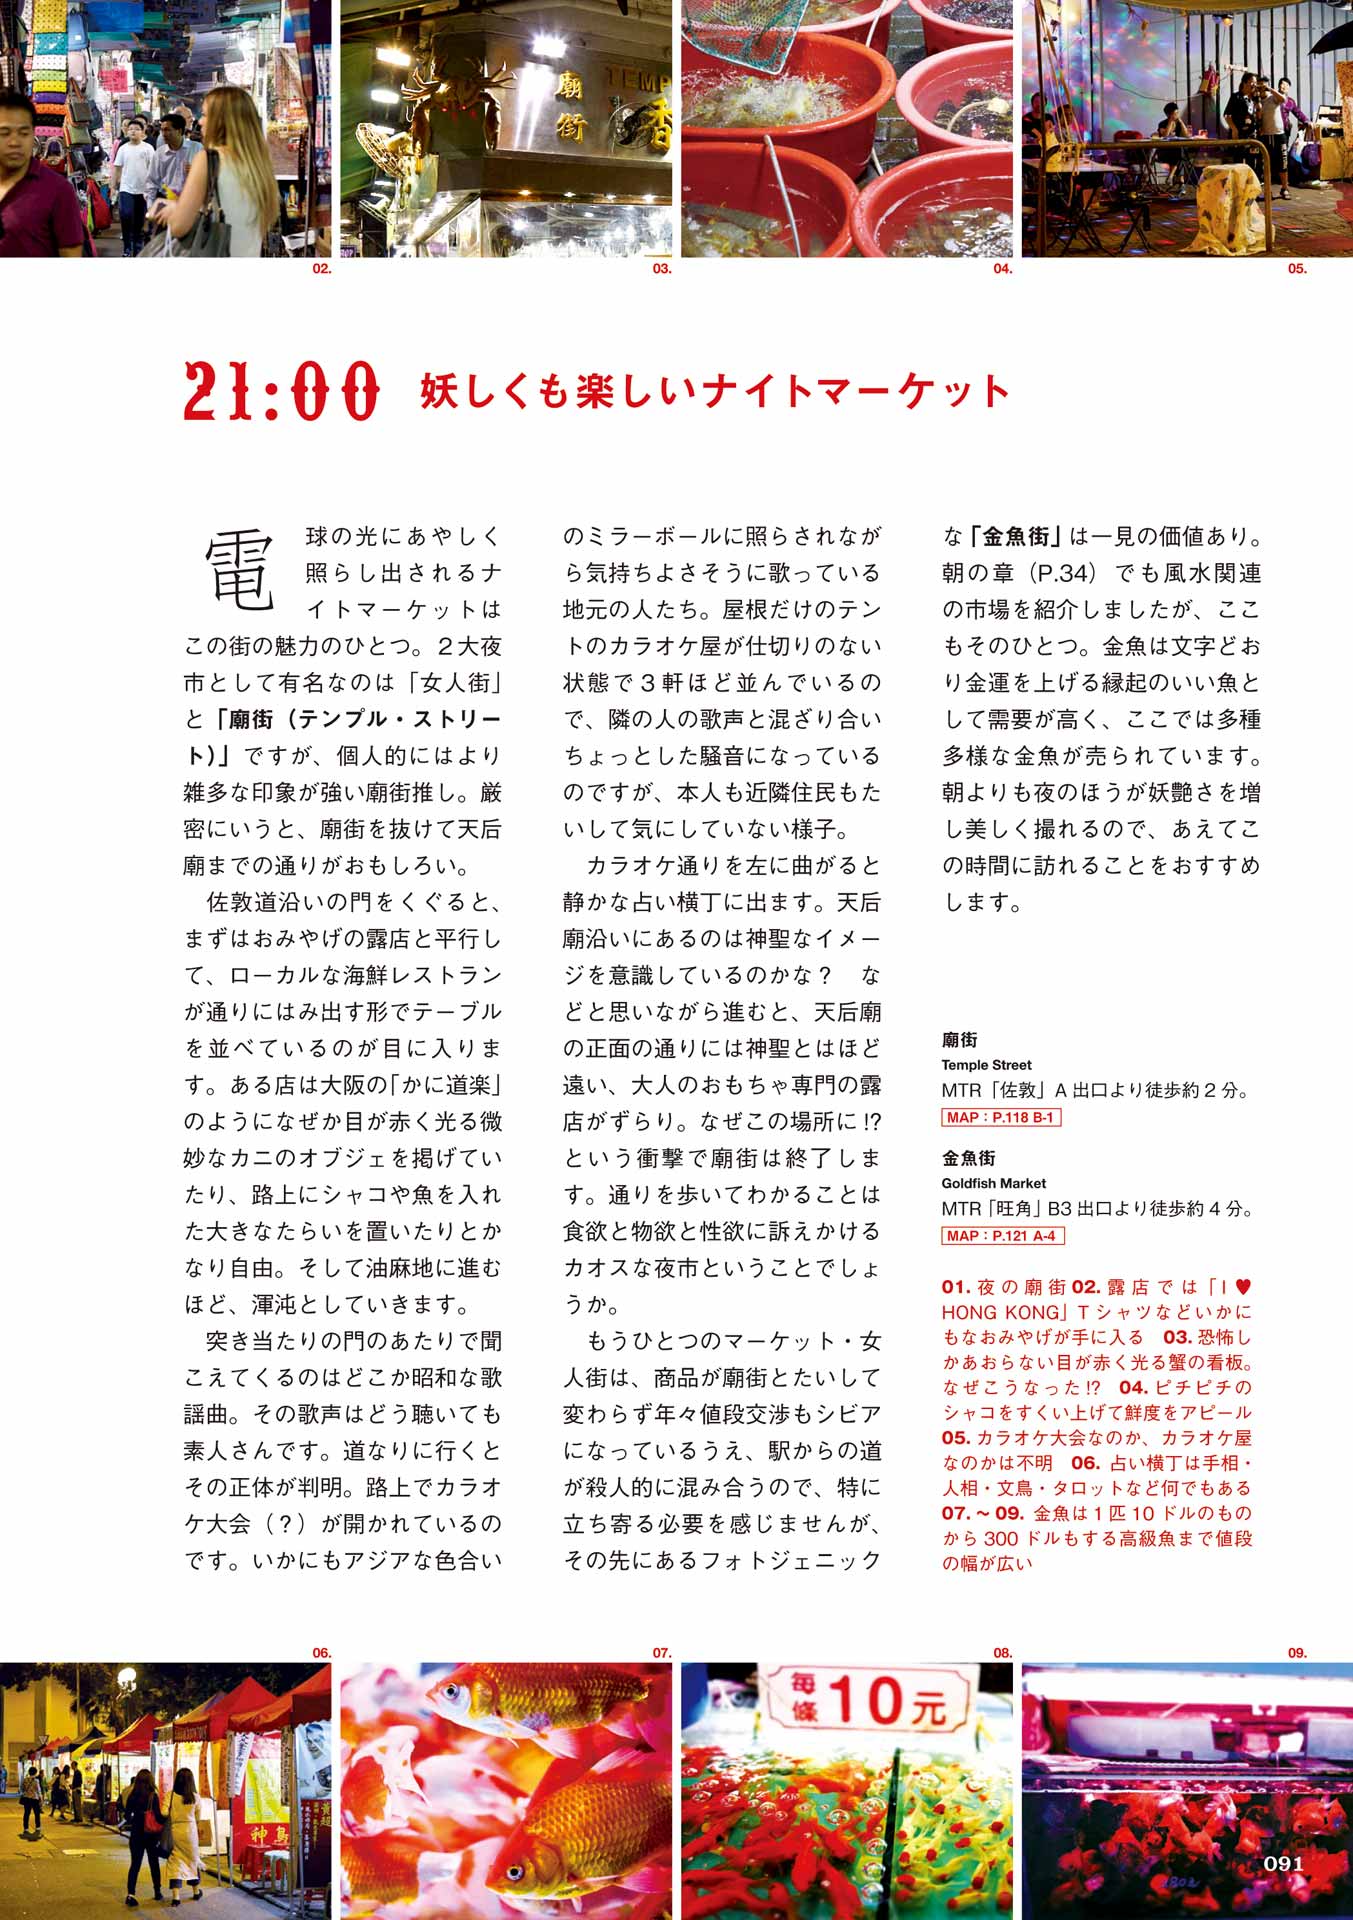 廟街
TEMP
香
02.
03.
04.
05.
21:00 妖しくも楽しいナイトマーケット
電球の光にあやしく
照らし出されるナ
イトマーケットは
この街の魅力のひとつ。２大夜
市として有名なのは「女人街」
と「廟街（テンプル・ストリー
ト）」ですが、個人的にはより
雑多な印象が強い廟街推し。厳
密にいうと、廟街を抜けて天后
廟までの通りがおもしろい。
佐敦道沿いの門をくぐると、
まずはおみやげの露店と平行し
て、ローカルな海鮮レストラン
が通りにはみ出す形でテーブル
を並べているのが目に入りま
す。ある店は大阪の「かに道楽」
のようになぜか目が赤く光る微
妙なカニのオブジェを掲げてい
たり、路上にシャコや魚を入れ
た大きなたらいを置いたりとか
なり自由。そして油麻地に進む
ほど、渾沌としていきます。
突き当たりの門のあたりで聞
こえてくるのはどこか昭和な歌
謡曲。その歌声はどう聴いても
素人さんです。道なりに行くと
その正体が判明。路上でカラオ
ケ大会（？）が開かれているの
です。いかにもアジアな色合い
のミラーボールに照らされなが
ら気持ちよさそうに歌っている
地元の人たち。屋根だけのテン
トのカラオケ屋が仕切りのない
状態で３軒ほど並んでいるの
で、隣の人の歌声と混ざり合い
ちょっとした騒音になっている
のですが、本人も近隣住民もた
いして気にしていない様子。
カラオケ通りを左に曲がると
静かな占い横丁に出ます。天后
廟沿いにあるのは神聖なイメー
ジを意識しているのかな？　な
どと思いながら進むと、天后廟
の正面の通りには神聖とはほど
遠い、大人のおもちゃ専門の露
店がずらり。なぜこの場所に!?
という衝撃で廟街は終了しま
す。通りを歩いてわかることは
食欲と物欲と性欲に訴えかける
カオスな夜市ということでしょ
うか。
もうひとつのマーケット・女
人街は、商品が廟街とたいして
変わらず年々値段交渉もシビア
になっているうえ、駅からの道
が殺人的に混み合うので、特に
立ち寄る必要を感じませんが、
その先にあるフォトジェニック
な「金魚街」は一見の価値あり。
朝の章（P.34）でも風水関連
の市場を紹介しましたが、ここ
もそのひとつ。金魚は文字どお
り金運を上げる縁起のいい魚と
して需要が高く、ここでは多種
多様な金魚が売られています。
朝よりも夜のほうが妖艶さを増
し美しく撮れるので、あえてこ
の時間に訪れることをおすすめ
します。
廟街
Temple Street
MTR「佐敦」A 出口より徒歩約 2 分。
MAP：P.118 B-1
金魚街
Goldfish Market
MTR「旺角」B3 出口より徒歩約 4 分。
MAP：P.121 A-4
01. 夜の廟街 02. 露店では「I ♥
HONG KONG」T シャツなどいかに
もなおみやげが手に入る　03. 恐怖し
かあおらない目が赤く光る蟹の看板。
なぜこうなった!?　04. ピチピチの
シャコをすくい上げて鮮度をアピール
05. カラオケ大会なのか、カラオケ屋
なのかは不明　06. 占い横丁は手相・
人相・文鳥・タロットなど何でもある
07.〜09. 金魚は 1 匹 10 ドルのもの
から 300 ドルもする高級魚まで値段
の幅が広い
06.
07.
08.
09.
神鳥
每條10元
091